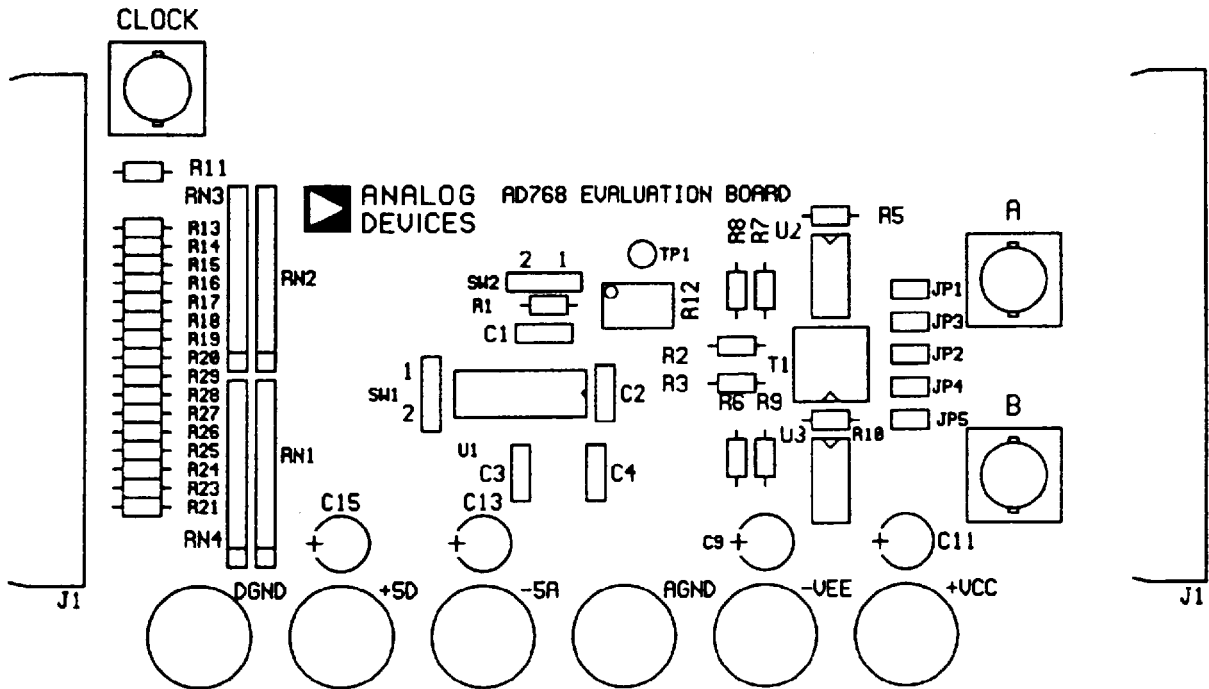 CLOCK
R11
RN3
ANALOG DEVICES
AD768 EVALUATION BOARD
R13
R14
R15
R16
R17
R18
R19
R20
R29
R28
R27
R26
R25
R24
R23
R21
RN2
RN1
RN4
2 1
SW2
R1
C1
TP1
R12
R8
R7
U2
R5
A
JP1
JP3
JP2
JP4
JP5
R2
R3
T1
1
SW1
2
C2
R6
R9
U3
R10
B
U1
C3
C4
C15
C13
C9
C11
J1
DGND
+5D
-5A
AGND
-VEE
+VCC
J1